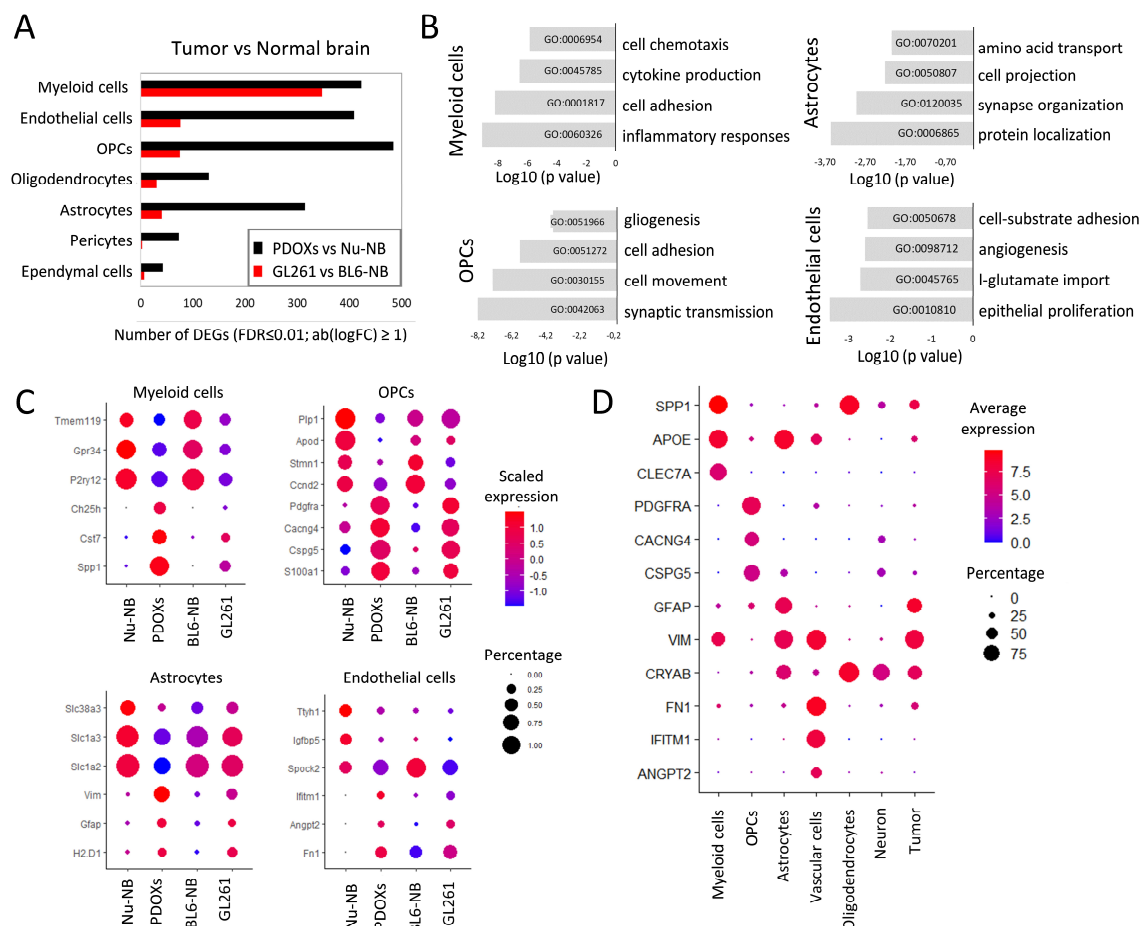 A
Tumor vs Normal brain
Myeloid cells
Endothelial cells
OPCs
Oligodendrocytes
Astrocytes
Pericytes
Ependymal cells
PDOXs vs Nu-NB
GL261 vs BL6-NB
0 100 200 300 400 500
Number of DEGs (FDR≤0.01; ab(logFC) ≥ 1)
B
Myeloid cells
GO:0006954 cell chemotaxis
GO:0045785 cytokine production
GO:0001817 cell adhesion
GO:0060326 inflammatory responses
-8 -6 -4 -2 0
Log10 (p value)
Astrocytes
GO:0070201 amino acid transport
GO:0050807 cell projection
GO:0120035 synapse organization
GO:0006865 protein localization
-3,70 -2,70 -1,70 -0,70
Log10 (p value)
OPCs
GO:0051966 gliogenesis
GO:0051272 cell adhesion
GO:0030155 cell movement
GO:0042063 synaptic transmission
-8,2 -6,2 -4,2 -2,2 -0,2
Log10 (p value)
Endothelial cells
GO:0050678 cell-substrate adhesion
GO:0098712 angiogenesis
GO:0045765 l-glutamate import
GO:0010810 epithelial proliferation
-3 -2 -1 0
Log10 (p value)
C
Myeloid cells
Tmem119
Gpr34
P2ry12
Ch25h
Cst7
Spp1
Nu-NB
PDOXs
BL6-NB
GL261
OPCs
Plp1
Apod
Stmn1
Ccnd2
Pdgfra
Cacng4
Cspg5
S100a1
Nu-NB
PDOXs
BL6-NB
GL261
Scaled
expression
1.0
0.5
0.0
-0.5
-1.0
Astrocytes
Slc38a3
Slc1a3
Slc1a2
Vim
Gfap
H2.D1
Nu-NB
PDOXs
BL6-NB
GL261
Endothelial cells
Ttyh1
Igfbp5
Spock2
Ifitm1
Angpt2
Fn1
Nu-NB
PDOXs
BL6-NB
GL261
Percentage
0.00
0.25
0.50
0.75
1.00
D
SPP1
APOE
CLEC7A
PDGFRA
CACNG4
CSPG5
GFAP
VIM
CRYAB
FN1
IFITM1
ANGPT2
Myeloid cells
OPCs
Astrocytes
Vascular cells
Oligodendrocytes
Neuron
Tumor
Average
expression
7.5
5.0
2.5
0.0
Percentage
0
25
50
75